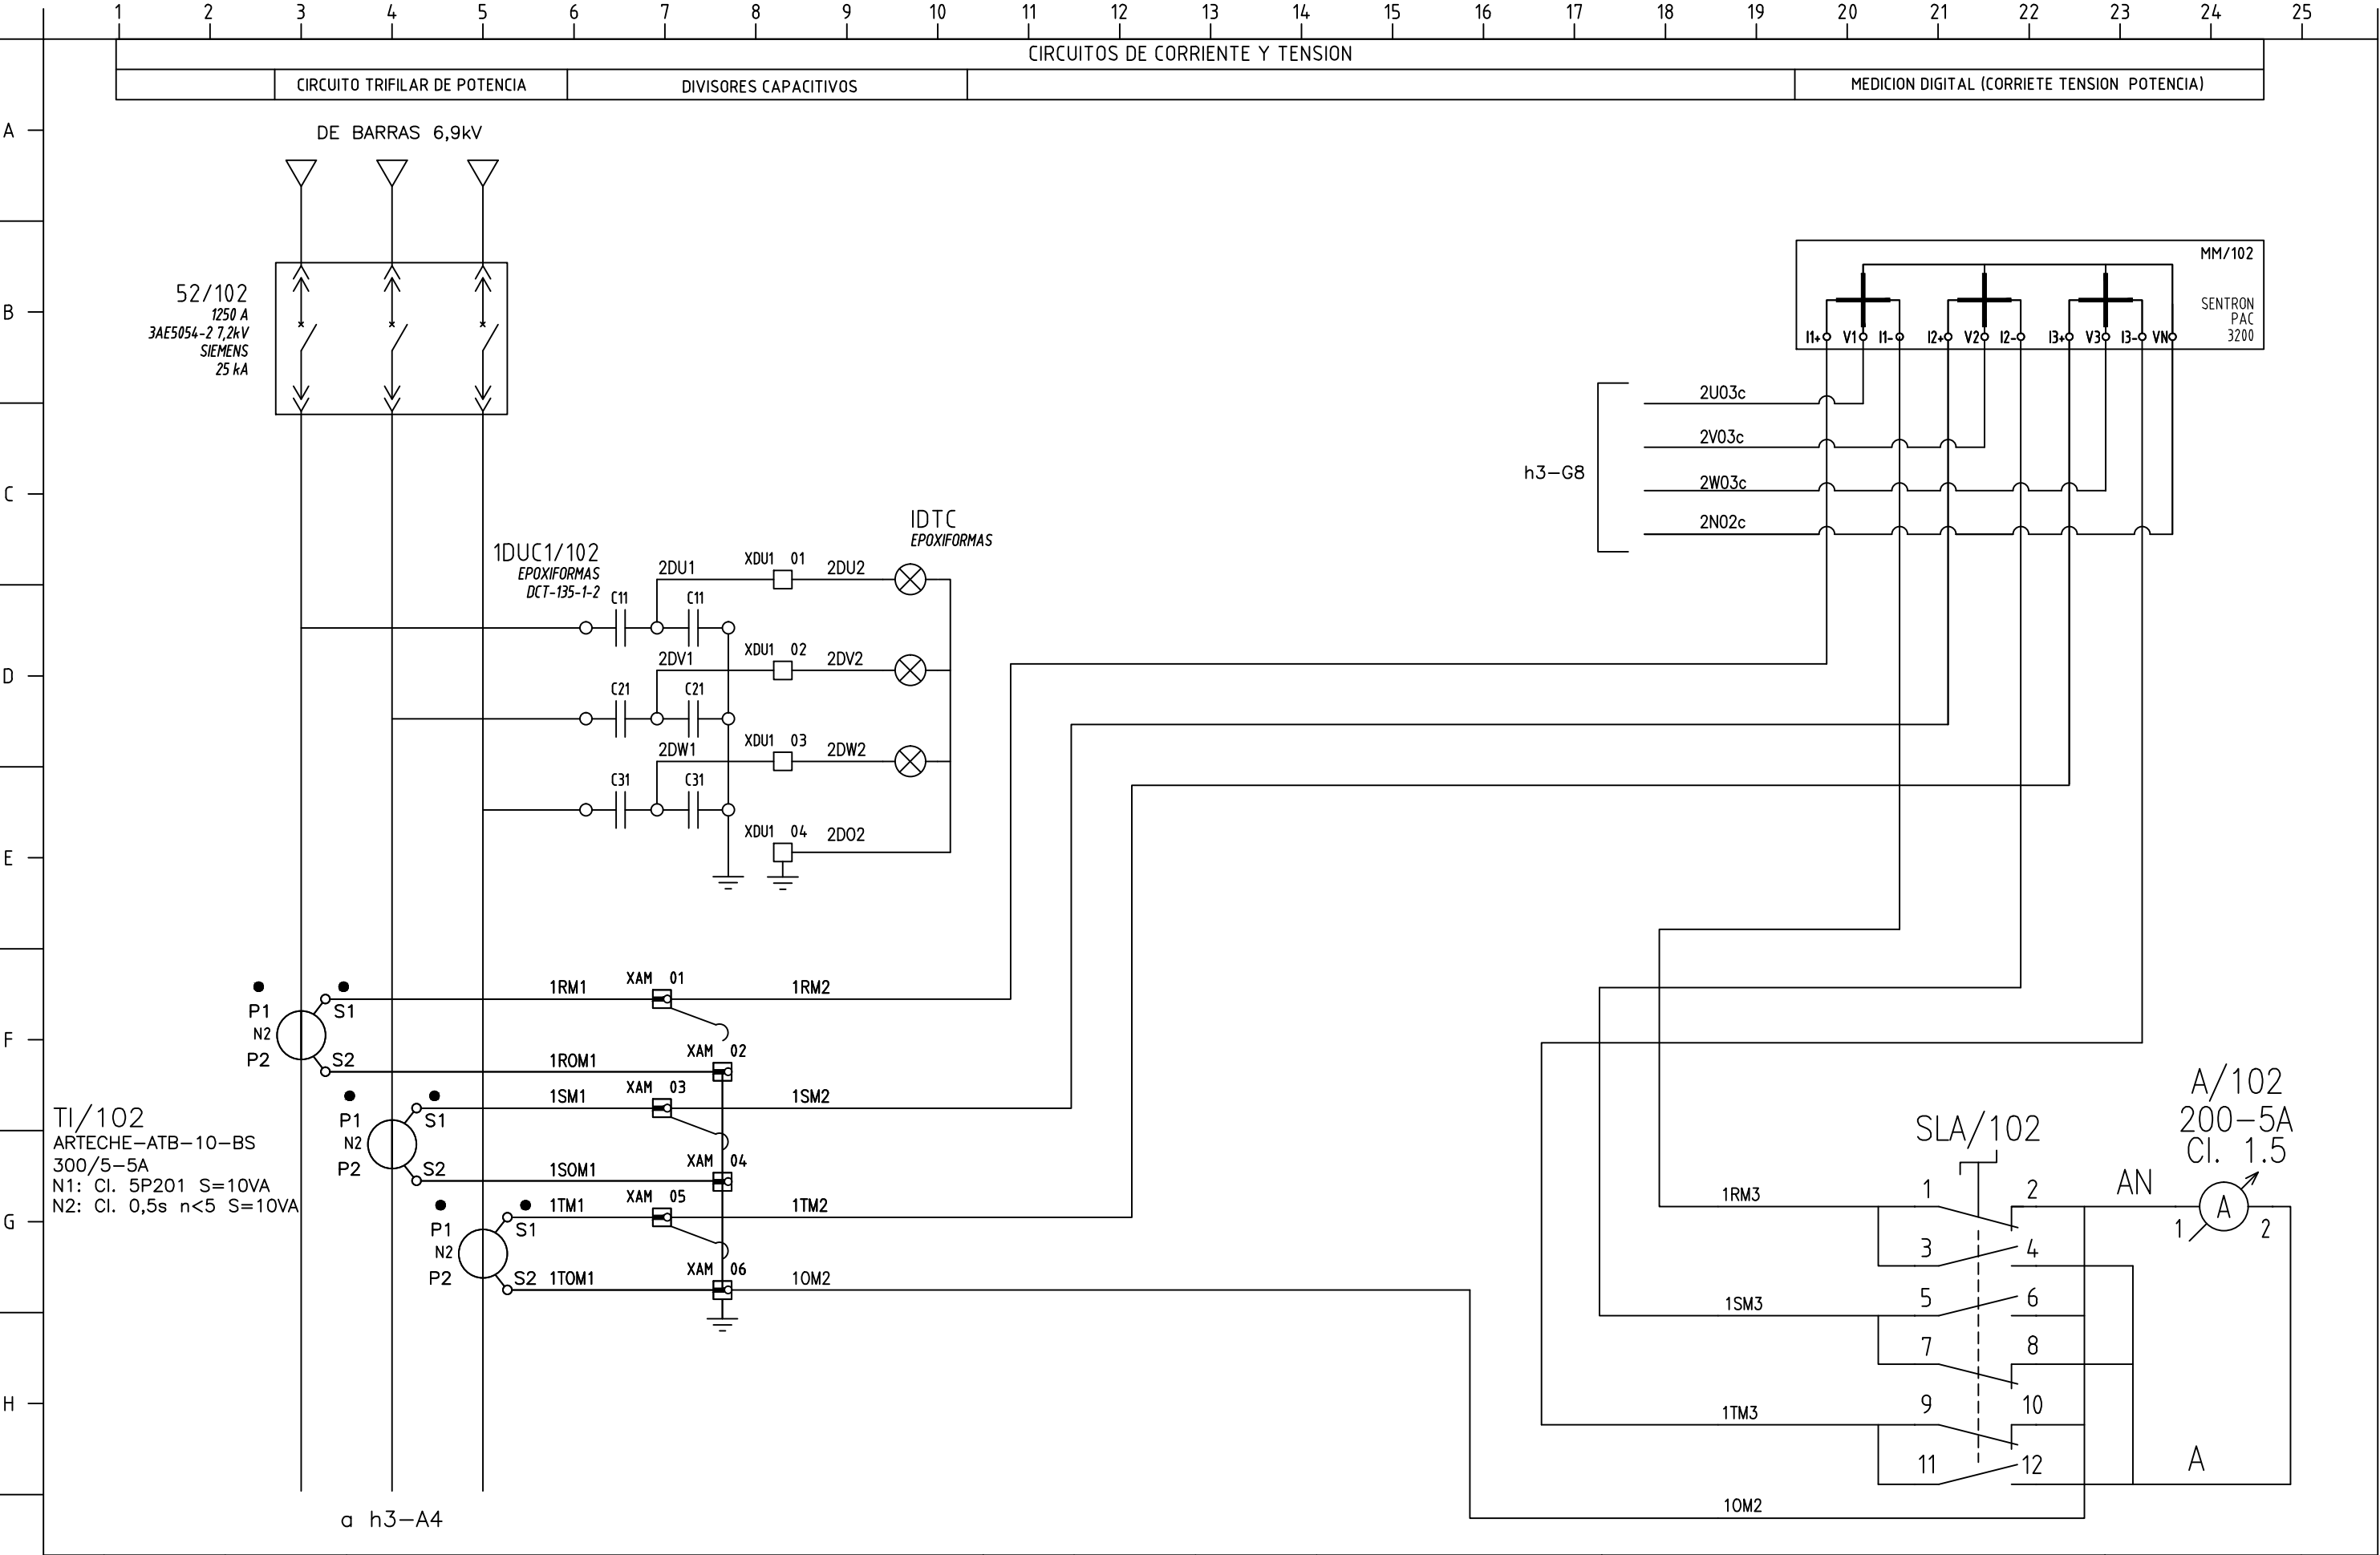 1 2 3 4 5 6 7 8 9 10 11 12 13 14 15 16 17 18 19 20 21 22 23 24 25
CIRCUITOS DE CORRIENTE Y TENSION
CIRCUITO TRIFILAR DE POTENCIA DIVISORES CAPACITIVOS MEDICION DIGITAL (CORRIETE TENSION POTENCIA)
A
DE BARRAS 6,9kV
B
52/102
1250 A
3AE5054-2 7,2kV
SIEMENS
25 kA
MM/102
SENTRON
PAC
3200
I1+ V1 I1- I2+ V2 I2- I3+ V3 I3- VN
h3-G8
2U03c
2V03c
2W03c
2N02c
C
1DUC1/102
EPOXIFORMAS
DCT-135-1-2
IDTC
EPOXIFORMAS
2DU1 XDU1 01 2DU2
C11 C11
D
2DV1 XDU1 02 2DV2
C21 C21
2DW1 XDU1 03 2DW2
C31 C31
XDU1 04 2DO2
E
1RM1 XAM 01 1RM2
P1 S1
N2
P2 S2
F
1ROM1 XAM 02
1SM1 XAM 03 1SM2
P1 S1
N2
P2 S2
1SOM1 XAM 04
1TM1 XAM 05 1TM2
P1 S1
N2
P2 S2
1TOM1 XAM 06 1OM2
TI/102
ARTECHE-ATB-10-BS
300/5-5A
N1: Cl. 5P201 S=10VA
N2: Cl. 0,5s n<5 S=10VA
G
SLA/102
A/102
200-5A
Cl. 1.5
1RM3 1 2 AN
A
1 2
3 4
1SM3 5 6
7 8
H
1TM3 9 10
11 12 A
1OM2
a h3-A4